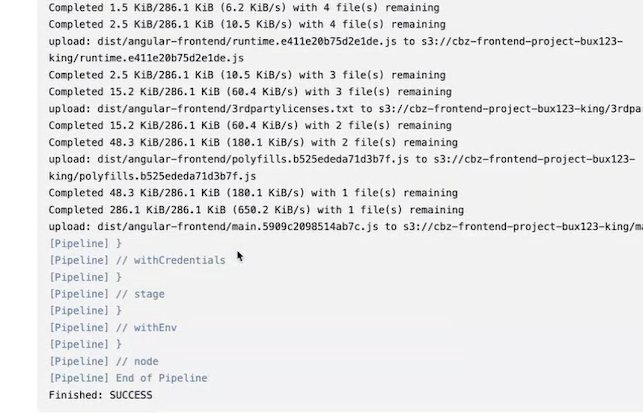 Completed 1.5 KiB/286.1 KiB (6.2 KiB/s) with 4 file(s) remaining
Completed 2.5 KiB/286.1 KiB (10.5 KiB/s) with 4 file(s) remaining
upload: dist/angular-frontend/runtime.e411e20b75d2e1de.js to s3://cbz-frontend-project-bux123-
king/runtime.e411e20b75d2e1de.js
Completed 2.5 KiB/286.1 KiB (10.5 KiB/s) with 3 file(s) remaining
Completed 15.2 KiB/286.1 KiB (60.4 KiB/s) with 3 file(s) remaining
upload: dist/angular-frontend/3rdpartylicenses.txt to s3://cbz-frontend-project-bux123-king/3rdpa
Completed 15.2 KiB/286.1 KiB (60.4 KiB/s) with 2 file(s) remaining
Completed 48.3 KiB/286.1 KiB (180.1 KiB/s) with 2 file(s) remaining
upload: dist/angular-frontend/polyfills.b525ededa71d3b7f.js to s3://cbz-frontend-project-bux123-
king/polyfills.b525ededa71d3b7f.js
Completed 48.3 KiB/286.1 KiB (180.1 KiB/s) with 1 file(s) remaining
Completed 286.1 KiB/286.1 KiB (650.2 KiB/s) with 1 file(s) remaining
upload: dist/angular-frontend/main.5909c2098514ab7c.js to s3://cbz-frontend-project-bux123-king/ma
[Pipeline] }
[Pipeline] // withCredentials
[Pipeline] }
[Pipeline] // stage
[Pipeline] }
[Pipeline] // withEnv
[Pipeline] }
[Pipeline] // node
[Pipeline] End of Pipeline
Finished: SUCCESS